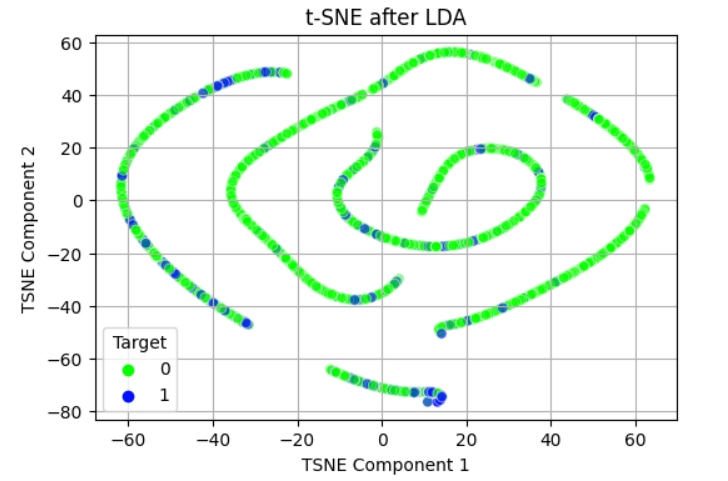 t-SNE after LDA
60
40
20
0
−20
−40
−60
−80
TSNE Component 2
Target
0
1
−60 −40 −20 0 20 40 60
TSNE Component 1